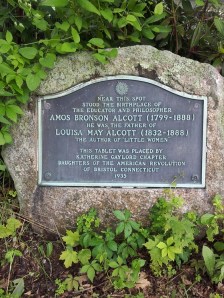 NEAR THIS SPOT
STOOD THE BIRTHPLACE OF
THE EDUCATOR AND PHILOSOPHER
AMOS BRONSON ALCOTT (1799-1888)
HE WAS THE FATHER OF
LOUISA MAY ALCOTT (1832-1888)
THE AUTHOR OF "LITTLE WOMEN"
THIS TABLET WAS PLACED BY
KATHERINE GAYLORD CHAPTER
DAUGHTERS OF THE AMERICAN REVOLUTION
OF BRISTOL CONNECTICUT
1935